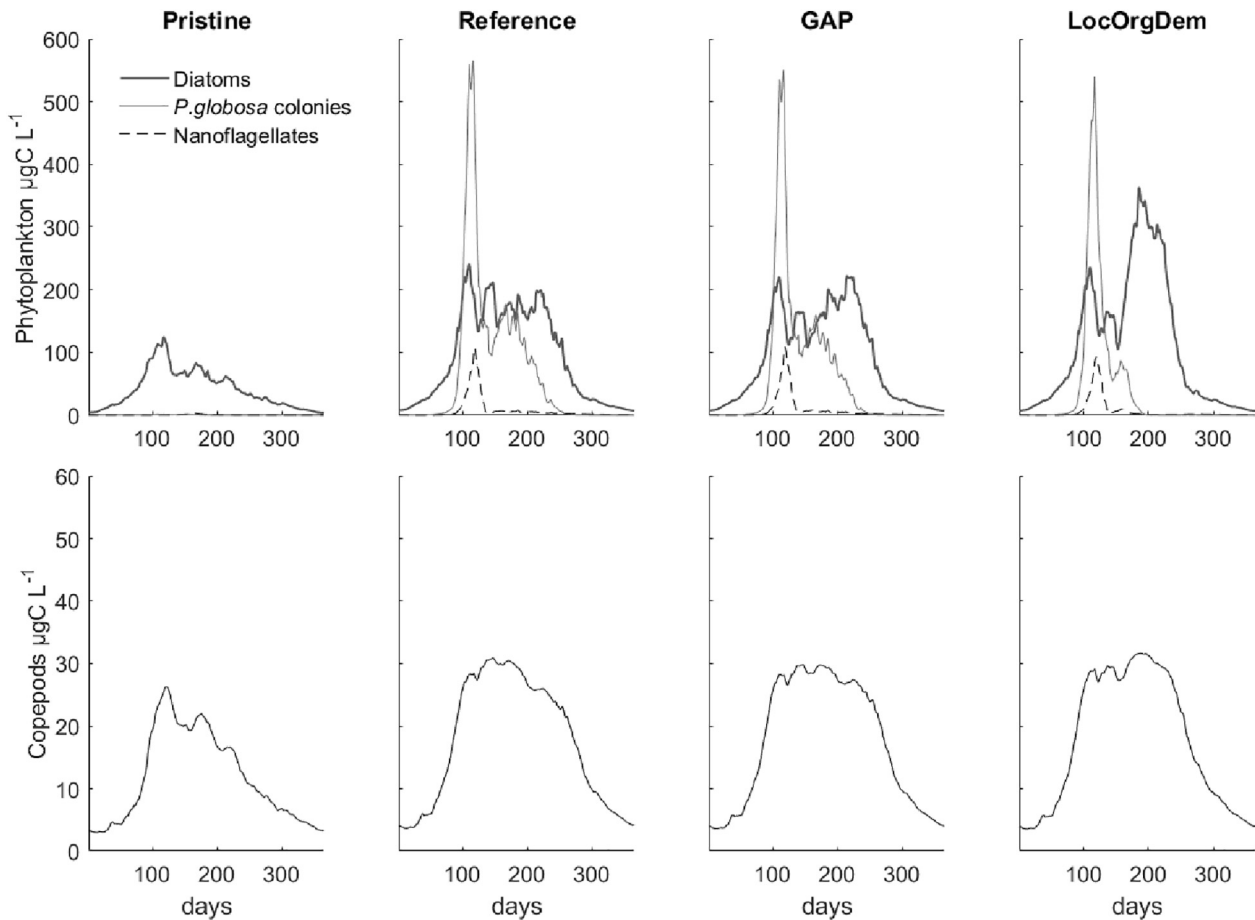 Pristine Reference GAP LocOrgDem
Phytoplankton µgC L-1
600
500
400
300
200
100
0
Diatoms
P.globosa colonies
Nanoflagellates
100 200 300 100 200 300 100 200 300 100 200 300
Copepods µgC L-1
60
50
40
30
20
10
0
100 200 300 100 200 300 100 200 300 100 200 300
days days days days